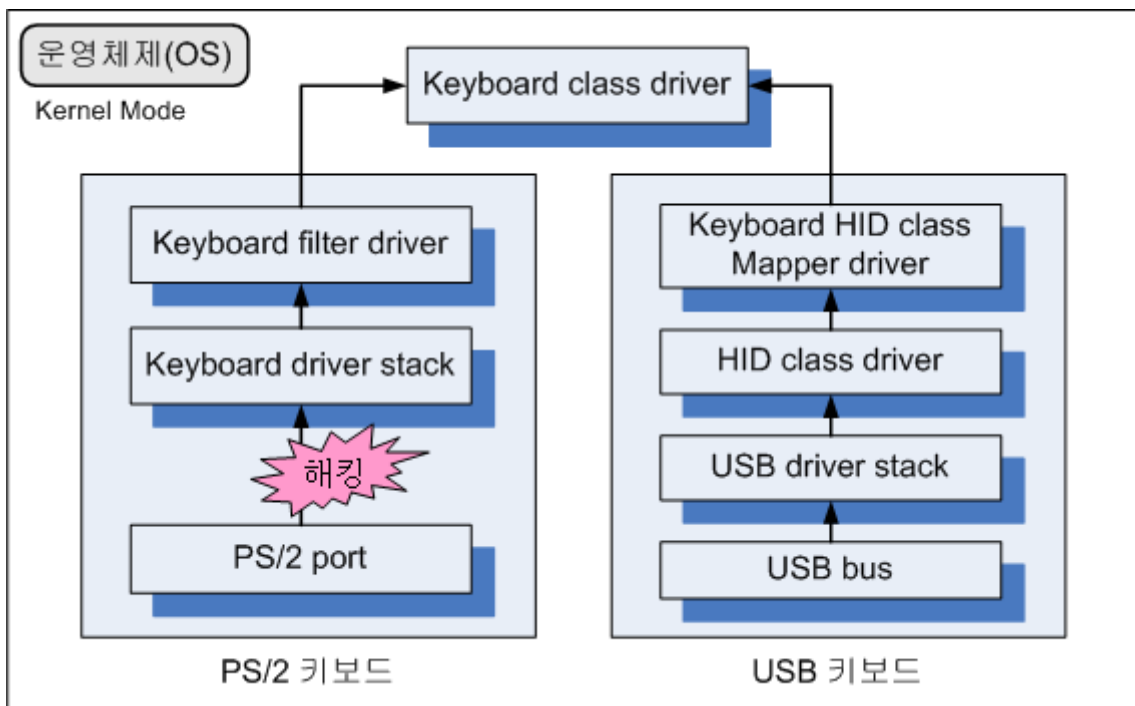 운영체제(OS)
Kernel Mode
Keyboard class driver
Keyboard filter driver
Keyboard driver stack
해킹
PS/2 port
PS/2 키보드
Keyboard HID class
Mapper driver
HID class driver
USB driver stack
USB bus
USB 키보드